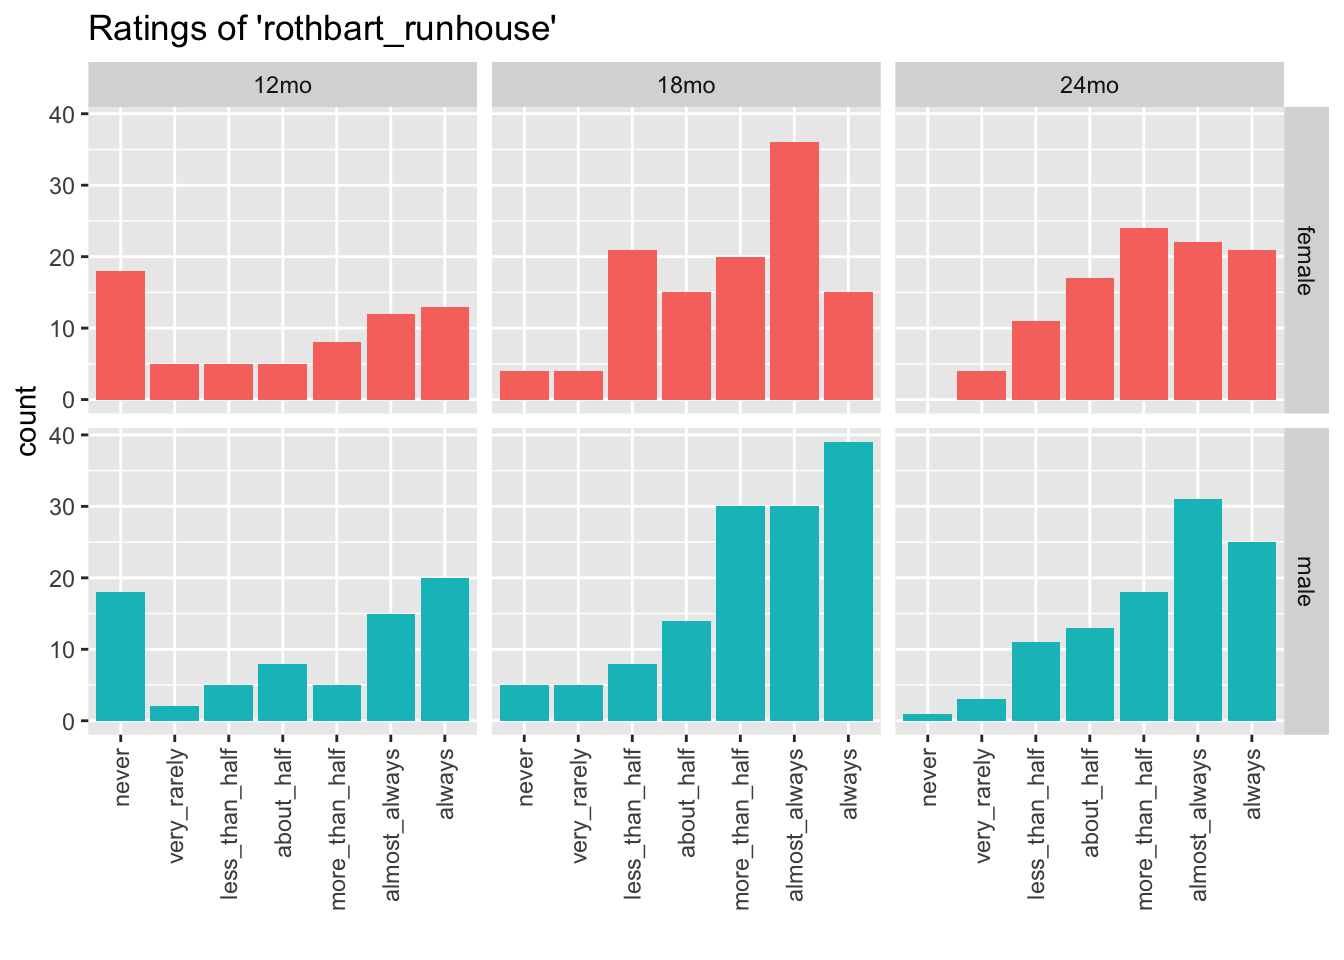 Ratings of 'rothbart_runhouse'
12mo 18mo 24mo
40
30
20
10
0
female
count
40
30
20
10
0
male
never very_rarely less_than_half about_half more_than_half almost_always always never very_rarely less_than_half about_half more_than_half almost_always always never very_rarely less_than_half about_half more_than_half almost_always always